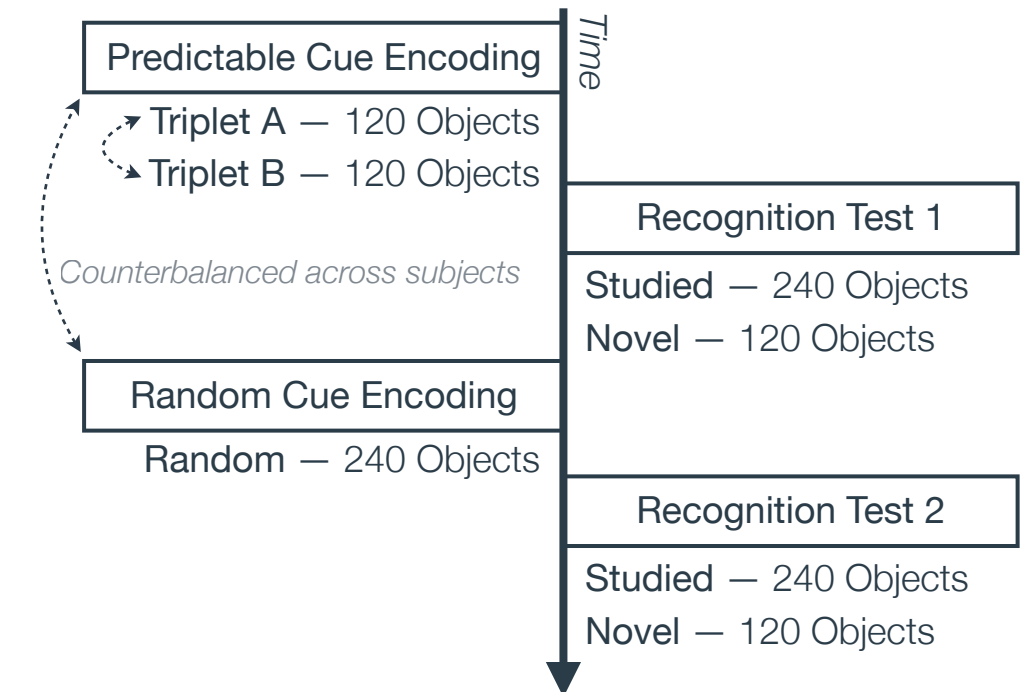 Time
Predictable Cue Encoding
Triplet A — 120 Objects
Triplet B — 120 Objects
Recognition Test 1
Studied — 240 Objects
Novel — 120 Objects
Counterbalanced across subjects
Random Cue Encoding
Random — 240 Objects
Recognition Test 2
Studied — 240 Objects
Novel — 120 Objects